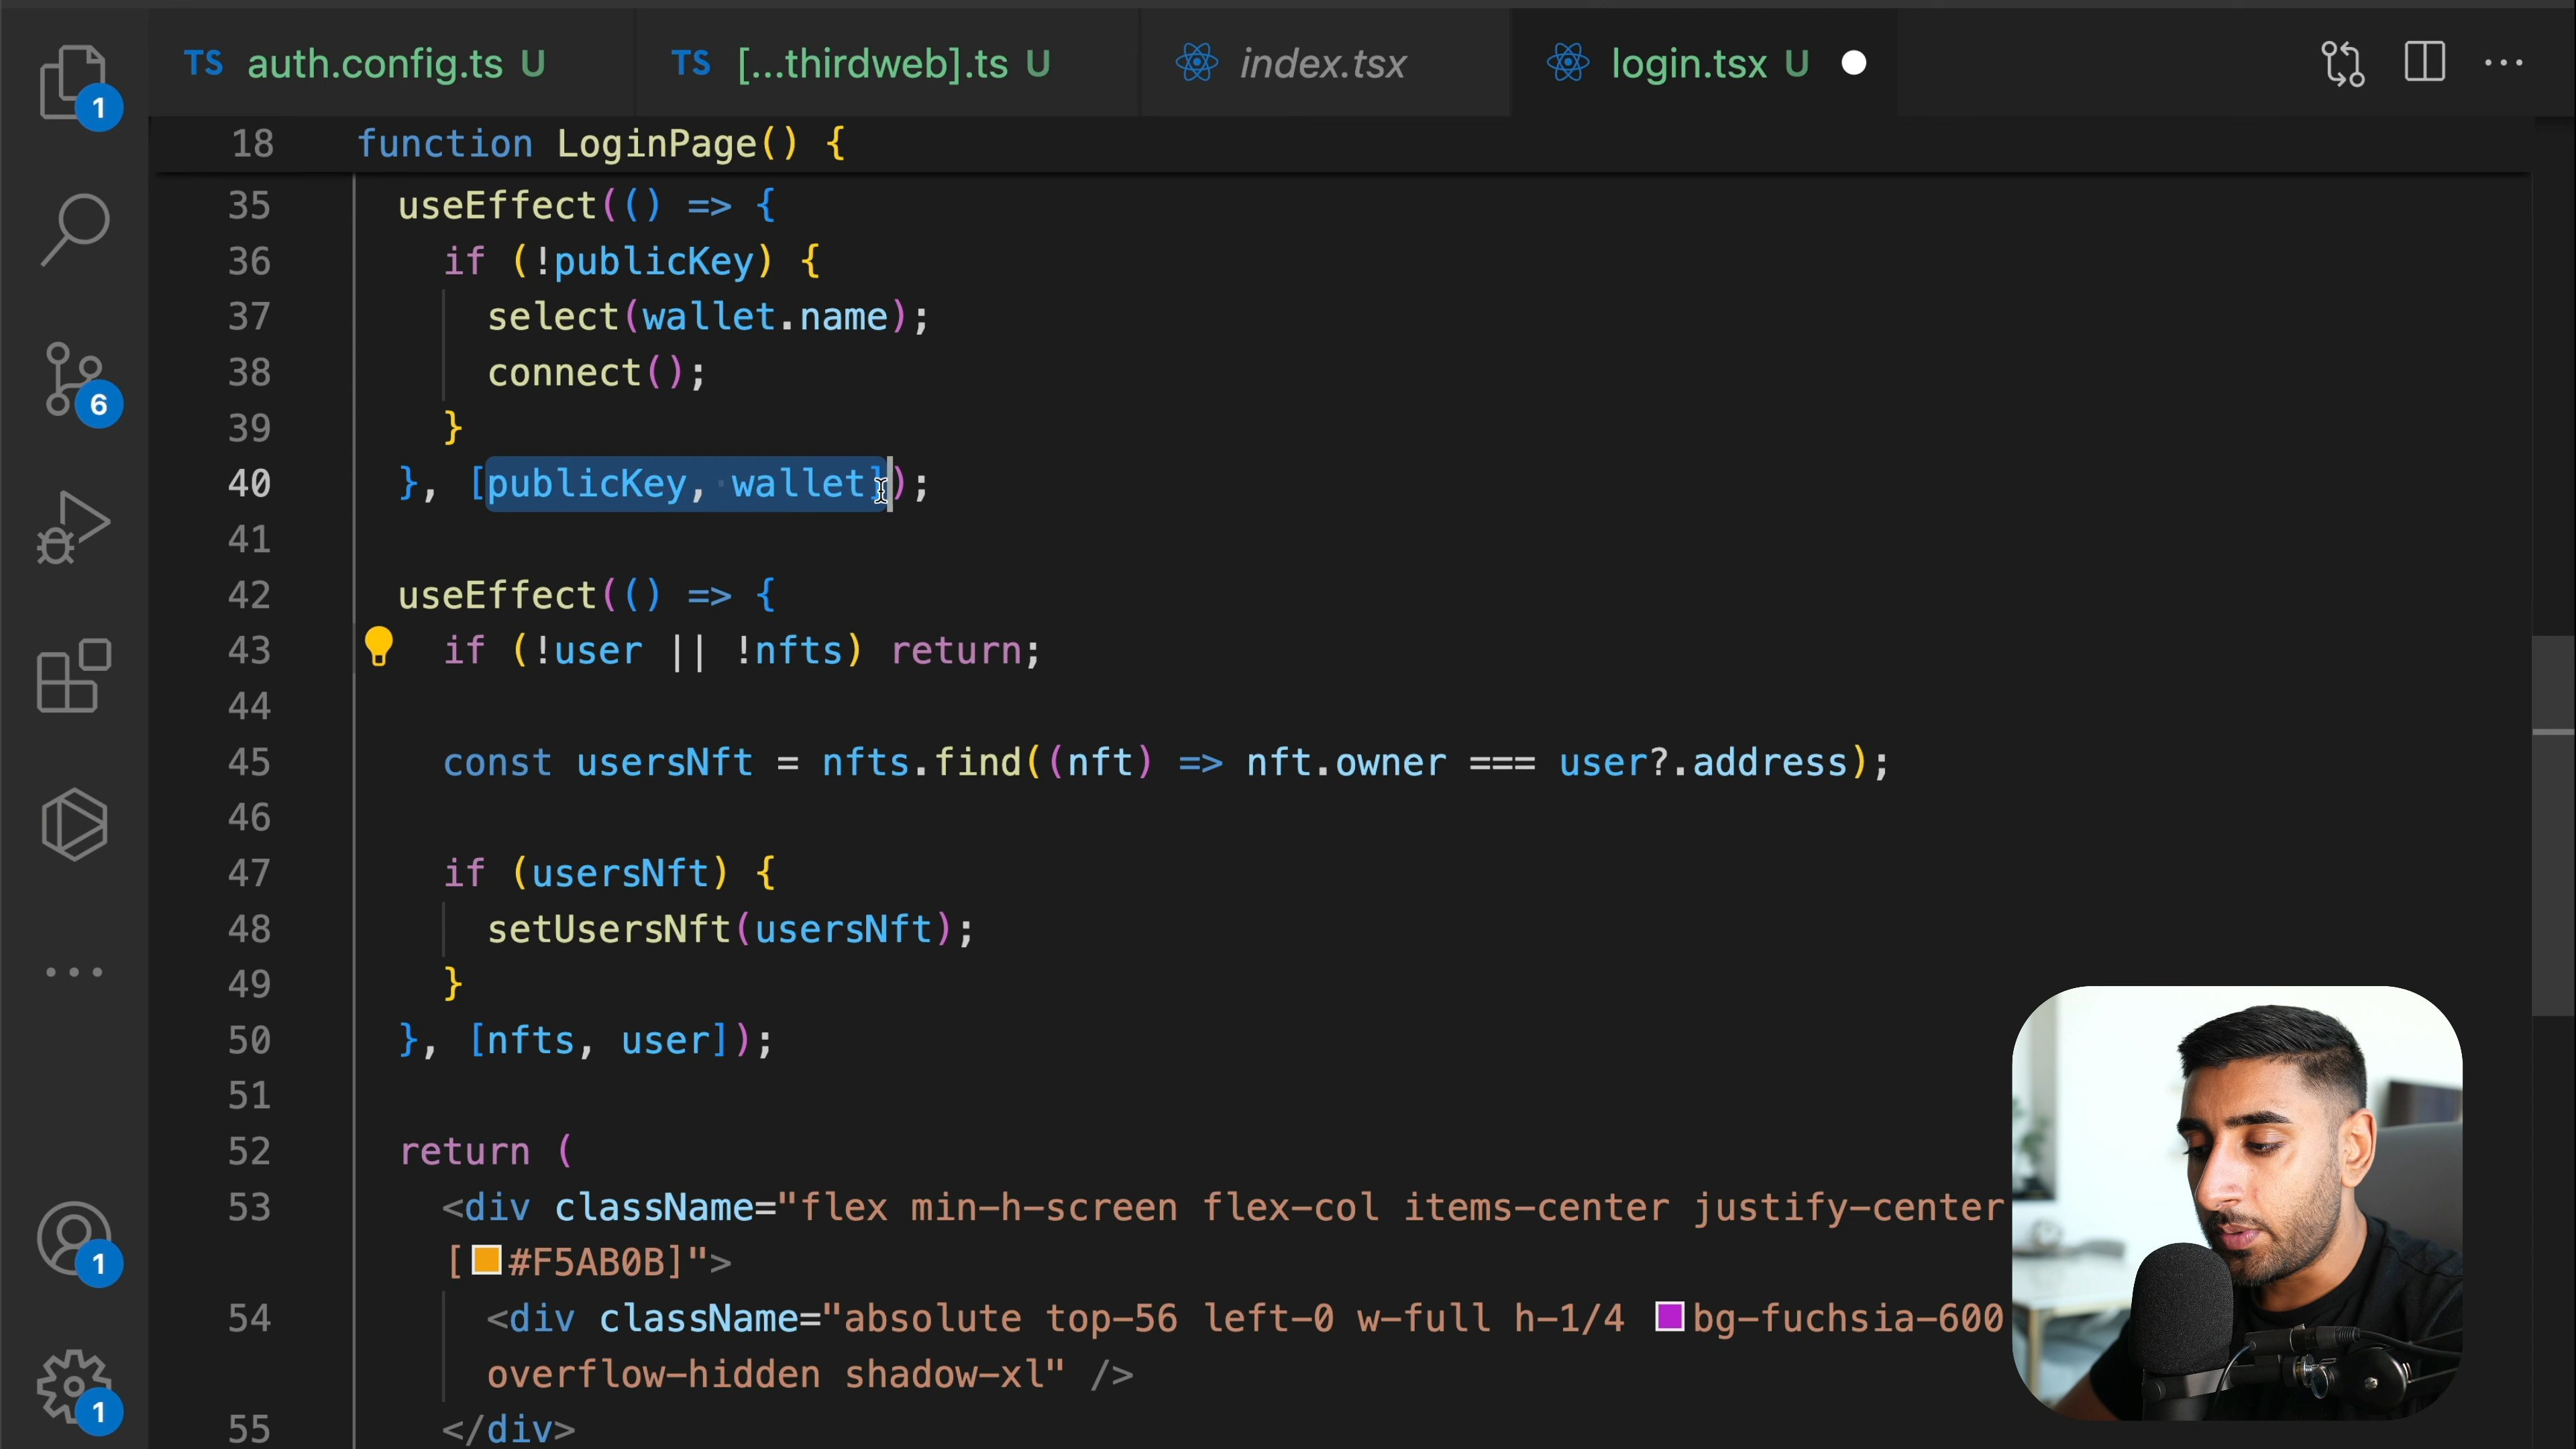 TS auth.config.ts U
TS [...thirdweb].ts U
index.tsx
login.tsx U
18 function LoginPage() {
35 useEffect(() => {
36 if (!publicKey) {
37 select(wallet.name);
38 connect();
39 }
40 }, [publicKey, wallet]);
41
42 useEffect(() => {
43 if (!user || !nfts) return;
44
45 const usersNft = nfts.find((nft) => nft.owner === user?.address);
46
47 if (usersNft) {
48 setUsersNft(usersNft);
49 }
50 }, [nfts, user]);
51
52 return (
53 <div className="flex min-h-screen flex-col items-center justify-center
[#F5AB0B]">
54 <div className="absolute top-56 left-0 w-full h-1/4 bg-fuchsia-600
overflow-hidden shadow-xl" />
55 </div>
1
6
1
1